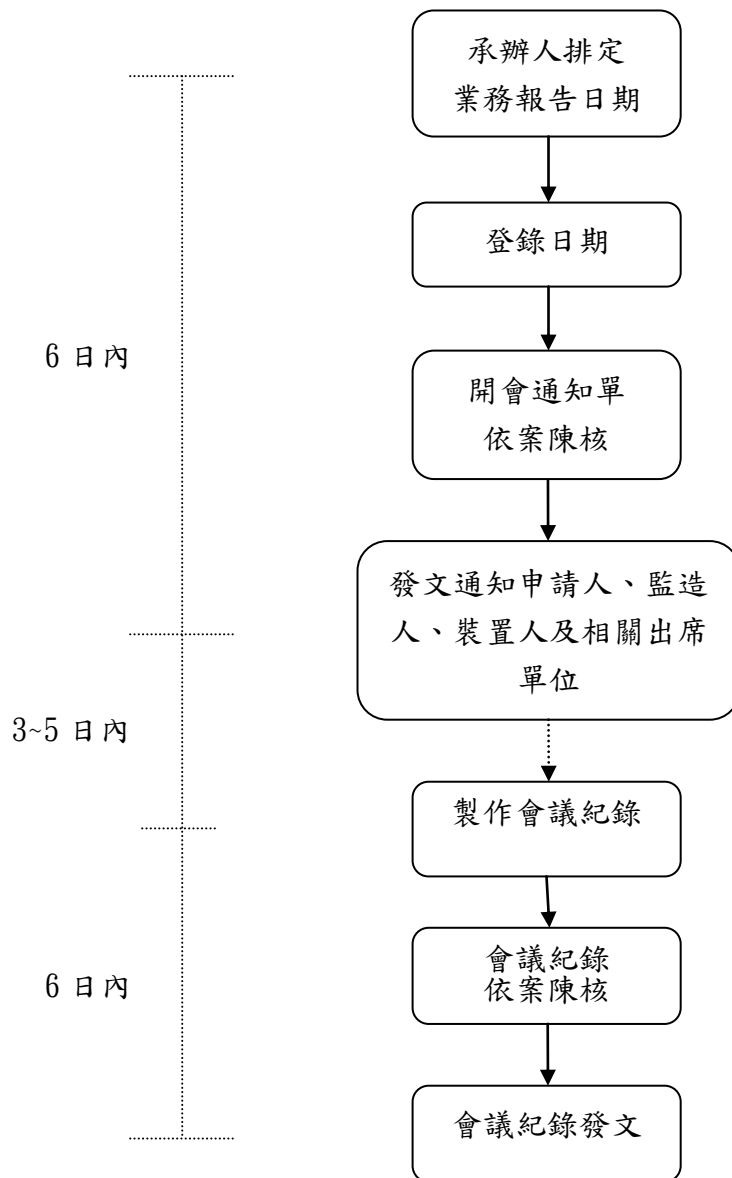 承辦人排定
業務報告日期
登錄日期
6 日內
開會通知單
依案陳核
發文通知申請人、監造
人、裝置人及相關出席
單位
3~5 日內
製作會議紀錄
會議紀錄
依案陳核
6 日內
會議紀錄發文